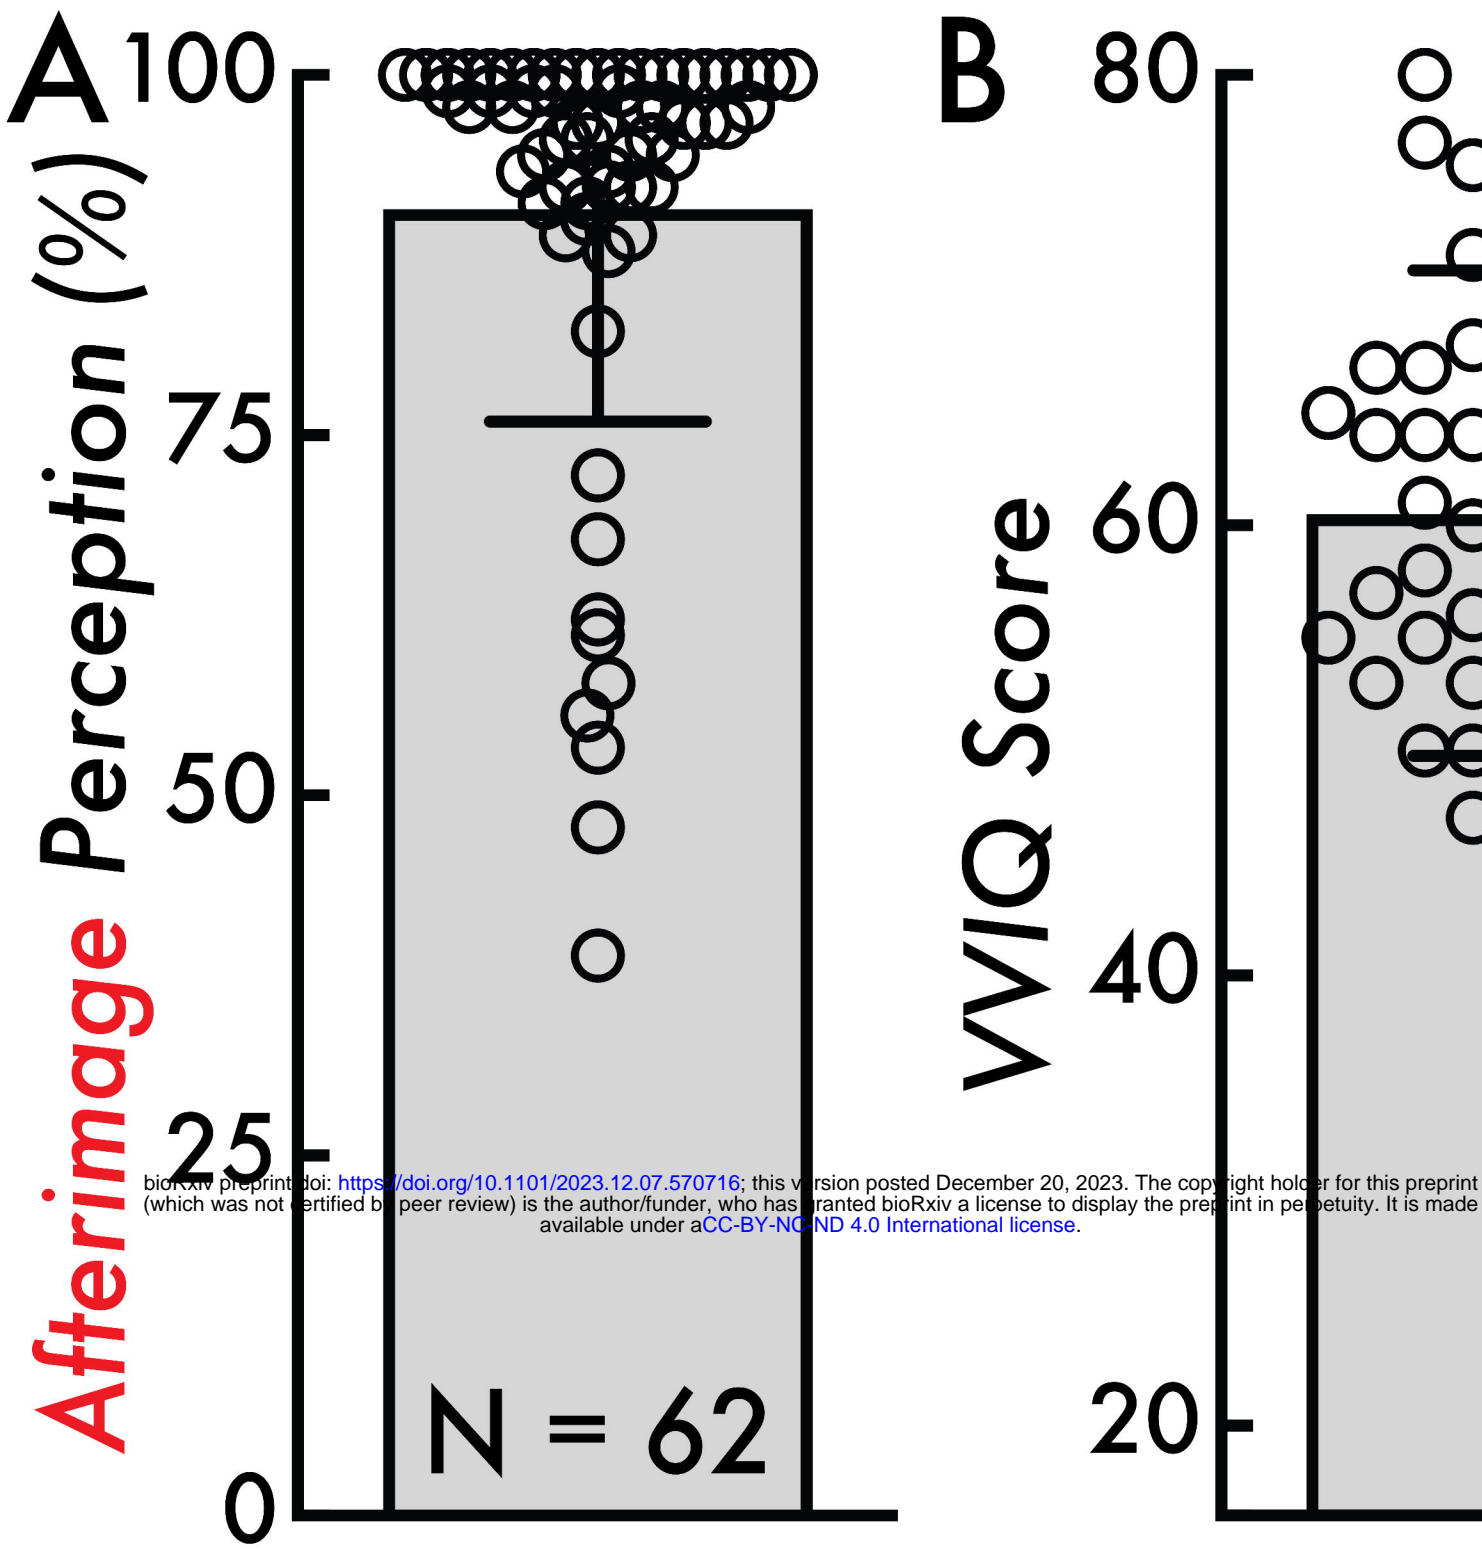 A
100
75
50
25
0
Afterimage Perception (%)
N = 62
B
80
60
40
20
VVIQ Score
bioRxiv preprint doi: https://doi.org/10.1101/2023.12.07.570716; this version posted December 20, 2023. The copyright holder for this preprint
(which was not certified by peer review) is the author/funder, who has granted bioRxiv a license to display the preprint in perpetuity. It is made
available under aCC-BY-NC-ND 4.0 International license.